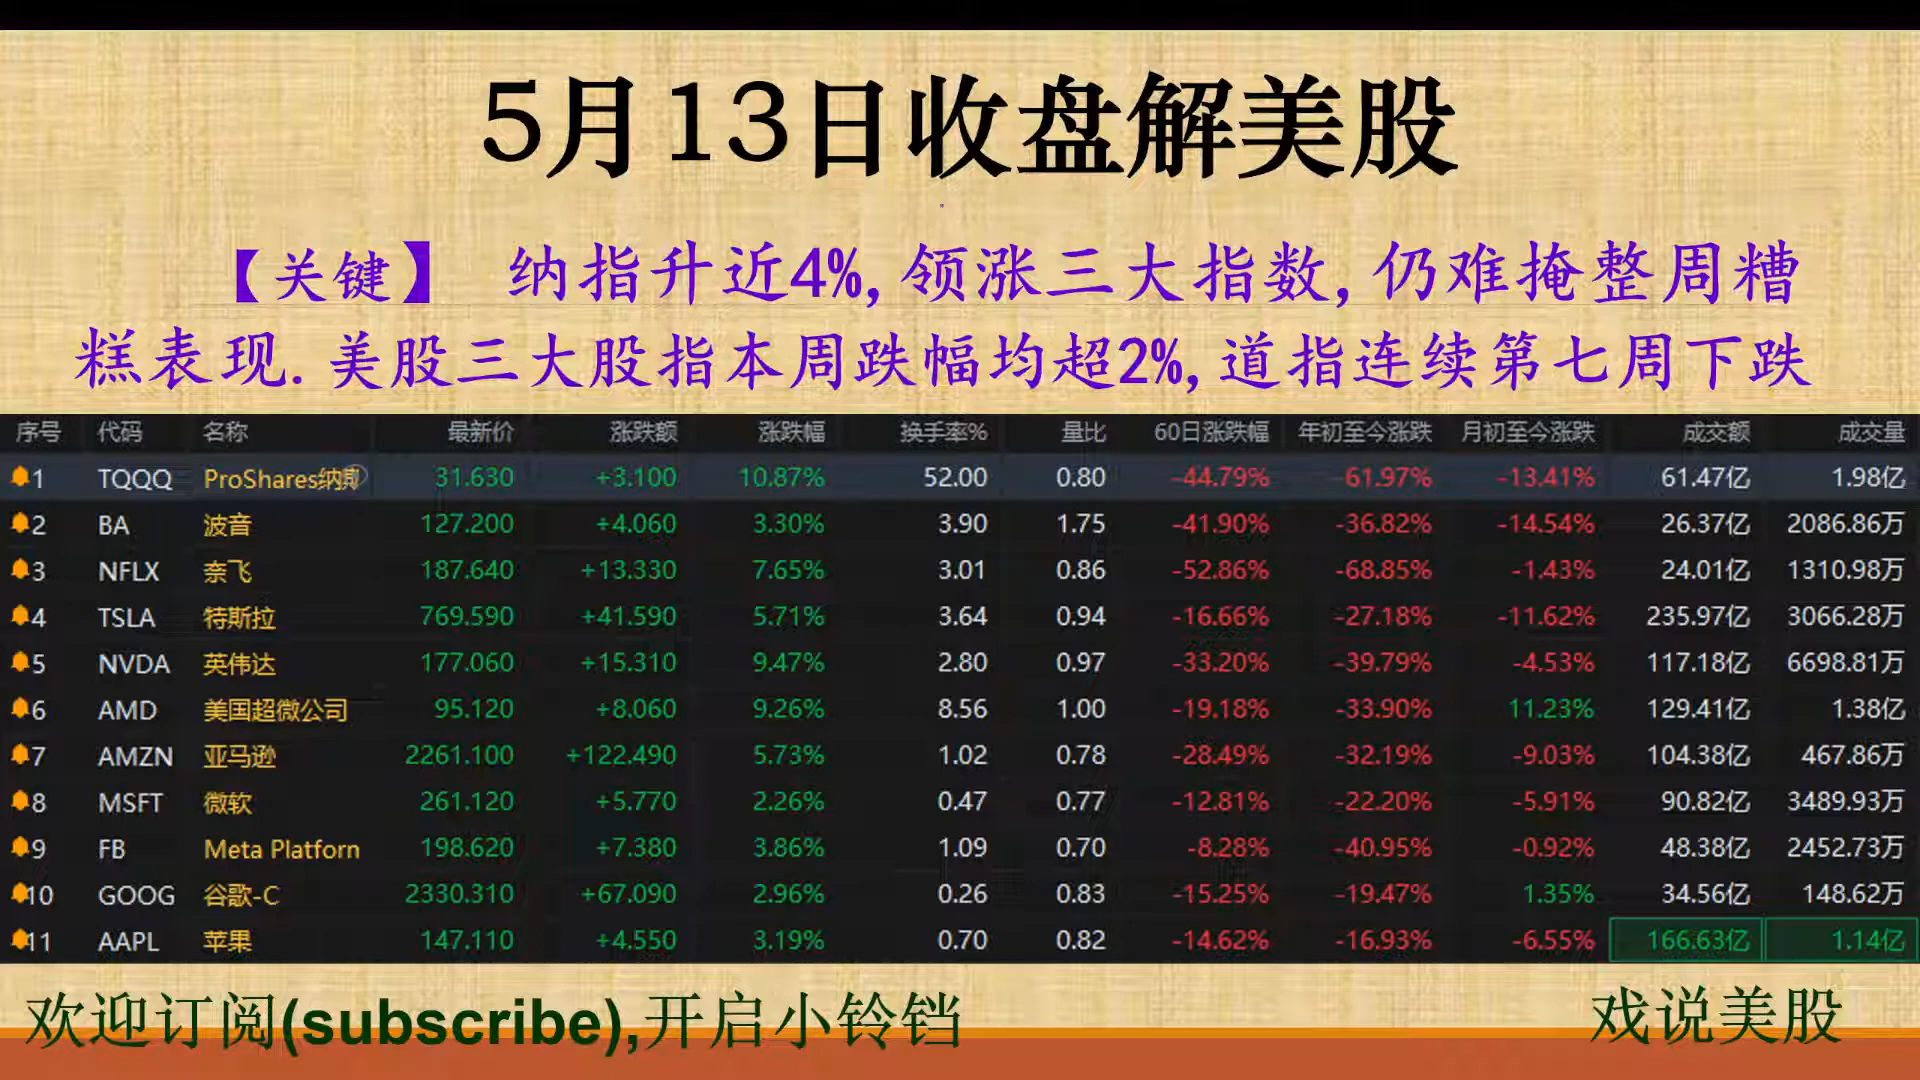 5月13日收盘解美股
【关键】 纳指升近4%,领涨三大指数,仍难掩整周糟
糕表现.美股三大股指本周跌幅均超2%,道指连续第七周下跌
序号 代码 名称 最新价 涨跌额 涨跌幅 换手率% 量比 60日涨跌幅 年初至今涨跌 月初至今涨跌 成交额 成交量
1 TQQQ ProShares纳 31.630 +3.100 10.87% 52.00 0.80 -44.79% -61.97% -13.41% 61.47亿 1.98亿
2 BA 波音 127.200 +4.060 3.30% 3.90 1.75 -41.90% -36.82% -14.54% 26.37亿 2086.86万
3 NFLX 奈飞 187.640 +13.330 7.65% 3.01 0.86 -52.86% -68.85% -1.43% 24.01亿 1310.98万
4 TSLA 特斯拉 769.590 +41.590 5.71% 3.64 0.94 -16.66% -27.18% -11.62% 235.97亿 3066.28万
5 NVDA 英伟达 177.060 +15.310 9.47% 2.80 0.97 -33.20% -39.79% -4.53% 117.18亿 6698.81万
6 AMD 美国超微公司 95.120 +8.060 9.26% 8.56 1.00 -19.18% -33.90% 11.23% 129.41亿 1.38亿
7 AMZN 亚马逊 2261.100 +122.490 5.73% 1.02 0.78 -28.49% -32.19% -9.03% 104.38亿 467.86万
8 MSFT 微软 261.120 +5.770 2.26% 0.47 0.77 -12.81% -22.20% -5.91% 90.82亿 3489.93万
9 FB Meta Platforn 198.620 +7.380 3.86% 1.09 0.70 -8.28% -40.95% -0.92% 48.38亿 2452.73万
10 GOOG 谷歌-C 2330.310 +67.090 2.96% 0.26 0.83 -15.25% -19.47% 1.35% 34.56亿 148.62万
11 AAPL 苹果 147.110 +4.550 3.19% 0.70 0.82 -14.62% -16.93% -6.55% 166.63亿 1.14亿
欢迎订阅(subscribe),开启小铃铛
戏说美股